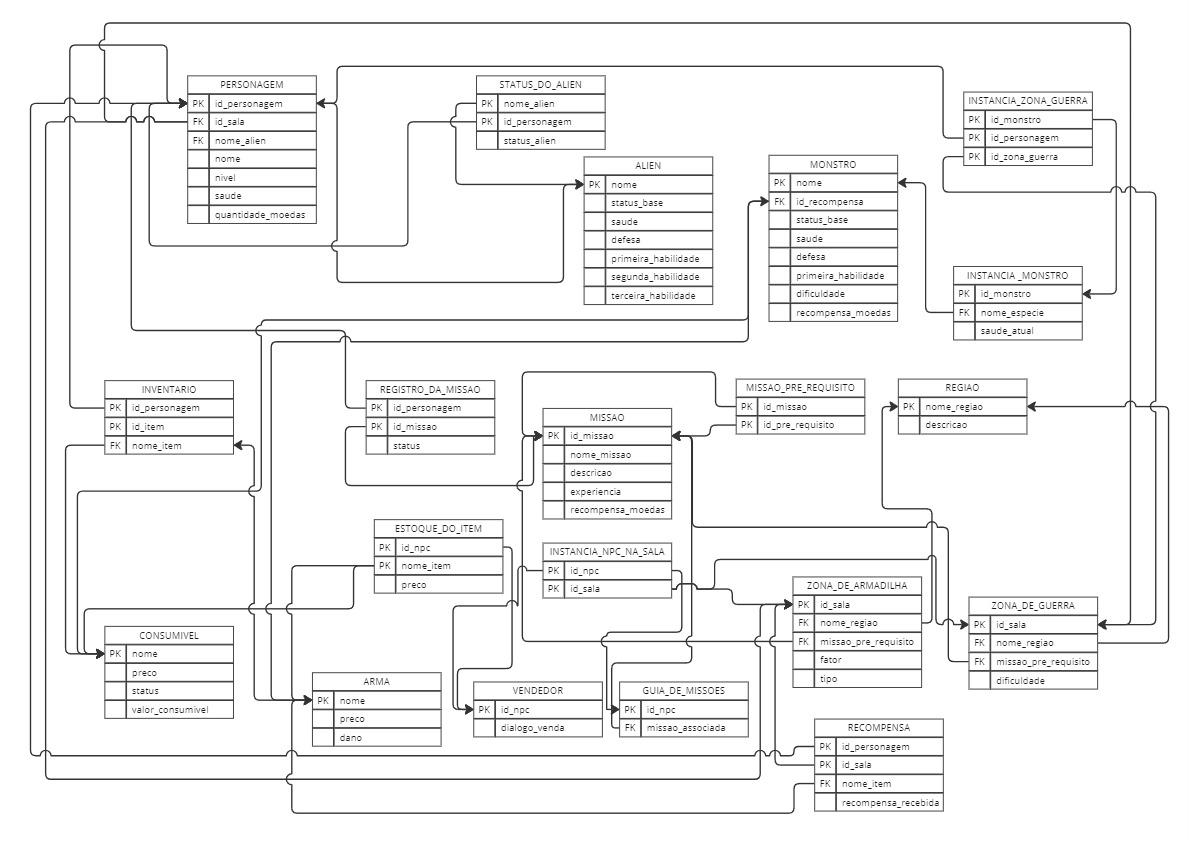 PERSONAGEM
PK id_personagem
FK id_sala
FK nome_alien
nome
nivel
saude
quantidade_moedas
STATUS_DO_ALIEN
PK nome_alien
PK id_personagem
status_alien
INSTANCIA_ZONA_GUERRA
PK id_monstro
PK id_personagem
PK id_zona_guerra
ALIEN
PK nome
status_base
saude
defesa
primeira_habilidade
segunda_habilidade
terceira_habilidade
MONSTRO
PK nome
FK id_recompensa
status_base
saude
defesa
primeira_habilidade
dificuldade
recompensa_moedas
INSTANCIA _MONSTRO
PK id_monstro
FK nome_especie
saude_atual
INVENTARIO
PK id_personagem
PK id_item
FK nome_item
REGISTRO_DA_MISSAO
PK id_personagem
PK id_missao
status
MISSAO
PK id_missao
nome_missao
descricao
experiencia
recompensa_moedas
MISSAO_PRE_REQUISITO
PK id_missao
PK id_pre_requisito
REGIAO
PK nome_regiao
descricao
ESTOQUE_DO_ITEM
PK id_npc
PK nome_item
preco
INSTANCIA_NPC_NA_SALA
PK id_npc
PK id_sala
ZONA_DE_ARMADILHA
PK id_sala
FK nome_regiao
FK missao_pre_requisito
fator
tipo
ZONA_DE_GUERRA
PK id_sala
FK nome_regiao
FK missao_pre_requisito
dificuldade
CONSUMIVEL
PK nome
preco
status
valor_consumivel
ARMA
PK nome
preco
dano
VENDEDOR
PK id_npc
dialogo_venda
GUIA_DE_MISSOES
PK id_npc
FK missao_associada
RECOMPENSA
PK id_personagem
PK id_sala
FK nome_item
recompensa_recebida